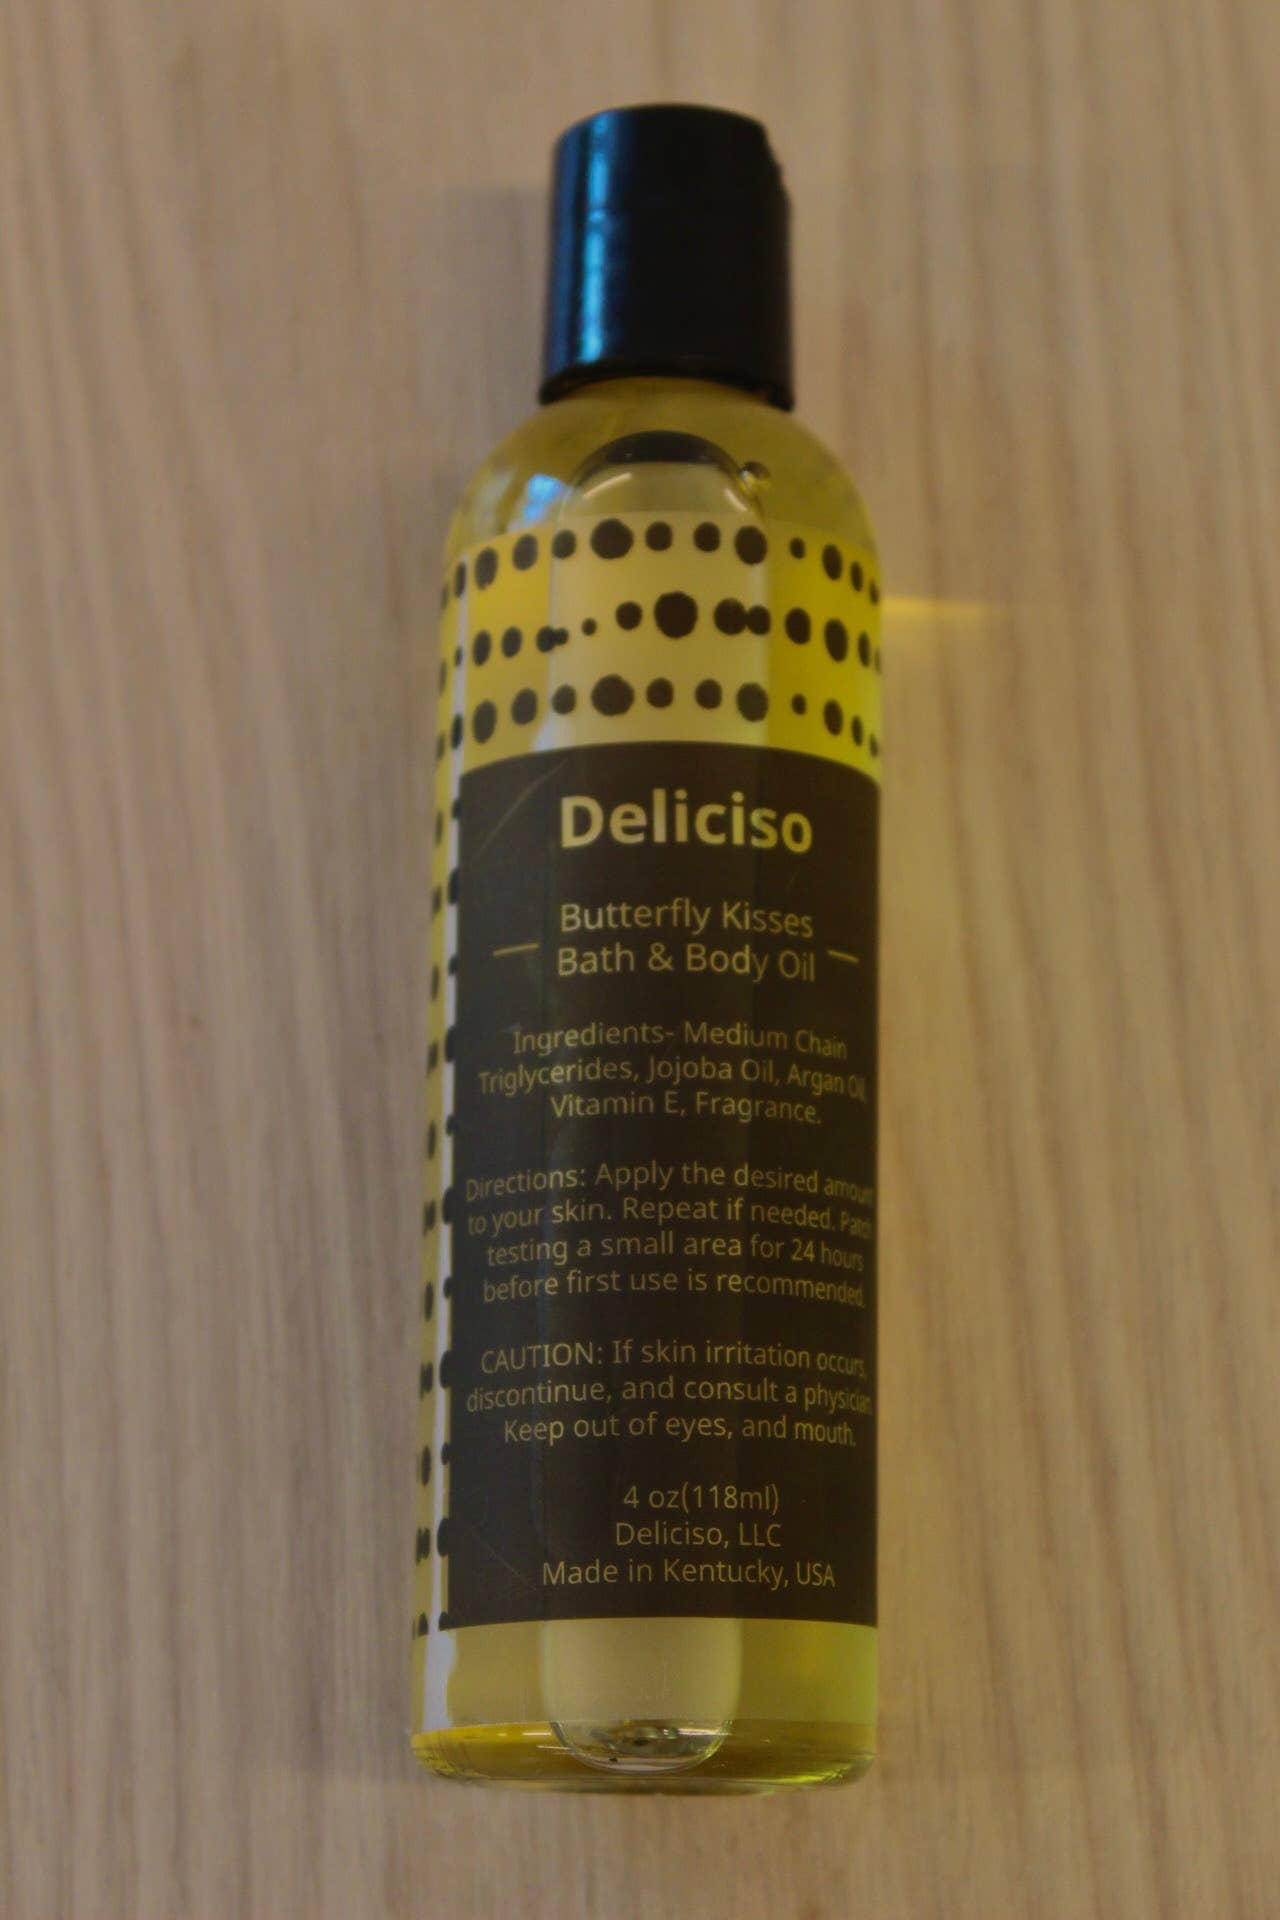 Deliciso
Butterfly Kisses
Bath & Body Oil
Ingredients- Medium Chain
Triglycerides, Jojoba Oil, Argan Oil,
Vitamin E, Fragrance.
Directions: Apply the desired amount
to your skin. Repeat if needed. Patch
testing a small area for 24 hours
before first use is recommended.
CAUTION: If skin irritation occurs,
discontinue, and consult a physician.
Keep out of eyes, and mouth.
4 oz(118ml)
Deliciso, LLC
Made in Kentucky, USA